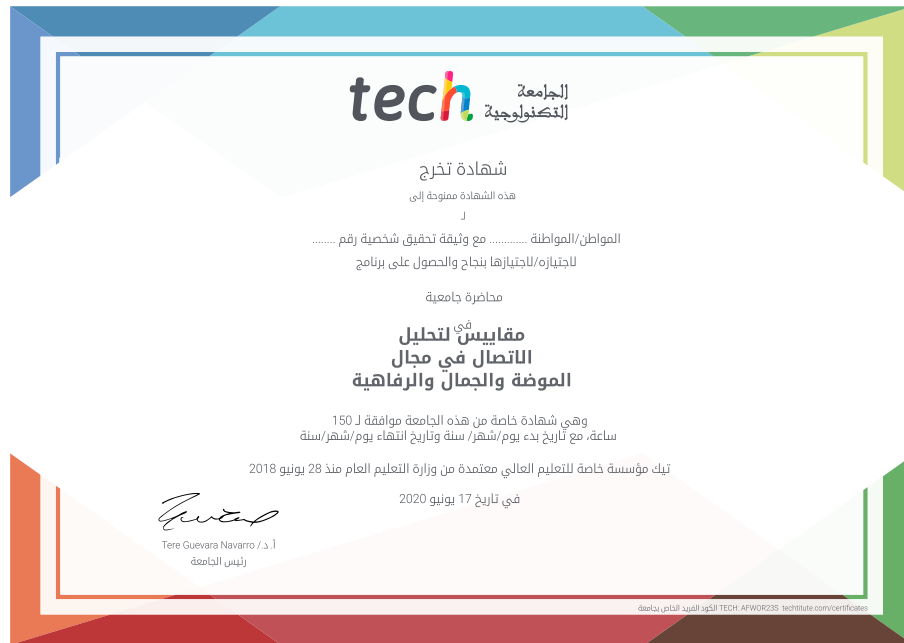 tech
الجامعة
التكنولوجية
شهادة تخرج
هذه الشهادة ممنوحة إلى
لـ
المواطن/المواطنة ............ مع وثيقة تحقيق شخصية رقم ........
لاجتيازه/لاجتيازها بنجاح والحصول على برنامج
محاضرة جامعية
في
مقاييس لتحليل
الاتصال في مجال
الموضة والجمال والرفاهية
وهي شهادة خاصة من هذه الجامعة موافقة لـ 150
ساعة، مع تاريخ بدء يوم/شهر/ سنة وتاريخ انتهاء يوم/شهر/سنة
تيك مؤسسة خاصة للتعليم العالي معتمدة من وزارة التعليم العام منذ 28 يونيو 2018
في تاريخ 17 يونيو 2020
أ. د./ Tere Guevara Navarro
رئيس الجامعة
الكود الفريد الخاص بجامعة TECH: AFWOR23S techtitute.com/certificates